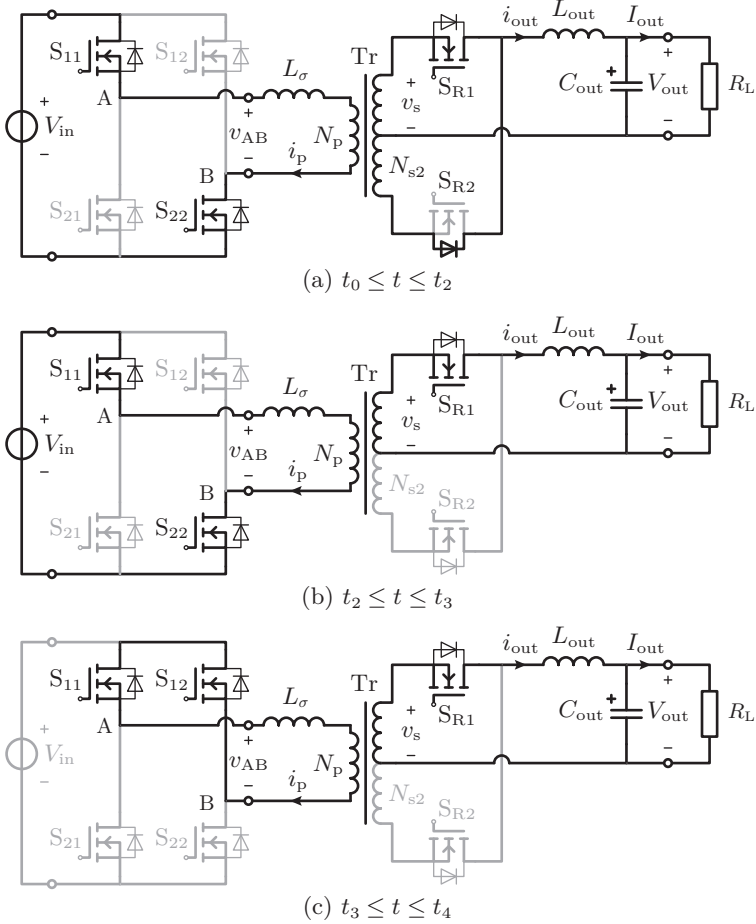 S11 S12 A Lσ Tr iout Lout Iout
SR1
+ Vin − + vAB − Np + vs − Cout + + Vout − RL
ip Ns2
B SR2
S21 S22
(a) t0 ≤ t ≤ t2
S11 S12 A Lσ Tr iout Lout Iout
SR1
+ Vin − + vAB − Np + vs − Cout + + Vout − RL
ip Ns2
B SR2
S21 S22
(b) t2 ≤ t ≤ t3
S11 S12 A Lσ Tr iout Lout Iout
SR1
+ Vin − + vAB − Np + vs − Cout + + Vout − RL
ip Ns2
B SR2
S21 S22
(c) t3 ≤ t ≤ t4